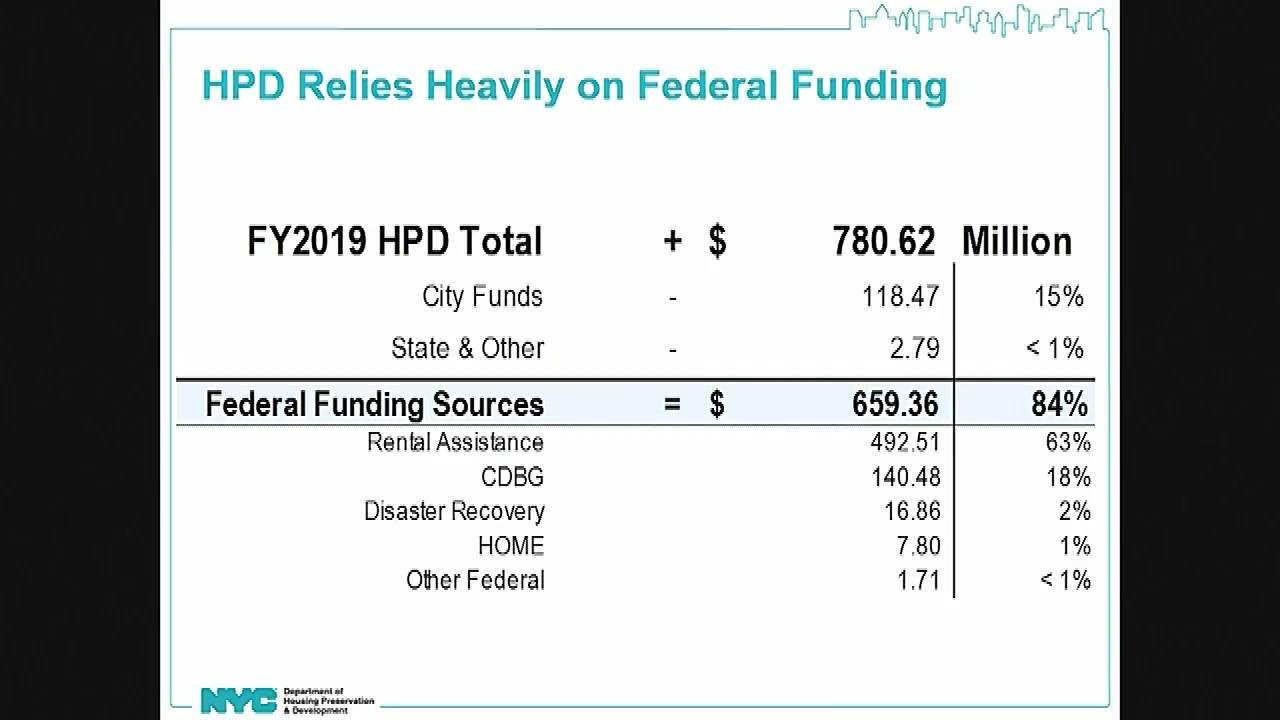 HPD Relies Heavily on Federal Funding
FY2019 HPD Total + $ 780.62 Million
City Funds - 118.47 15%
State & Other - 2.79 < 1%
Federal Funding Sources = $ 659.36 84%
Rental Assistance 492.51 63%
CDBG 140.48 18%
Disaster Recovery 16.86 2%
HOME 7.80 1%
Other Federal 1.71 < 1%
NYC
Department of
Housing Preservation
& Development